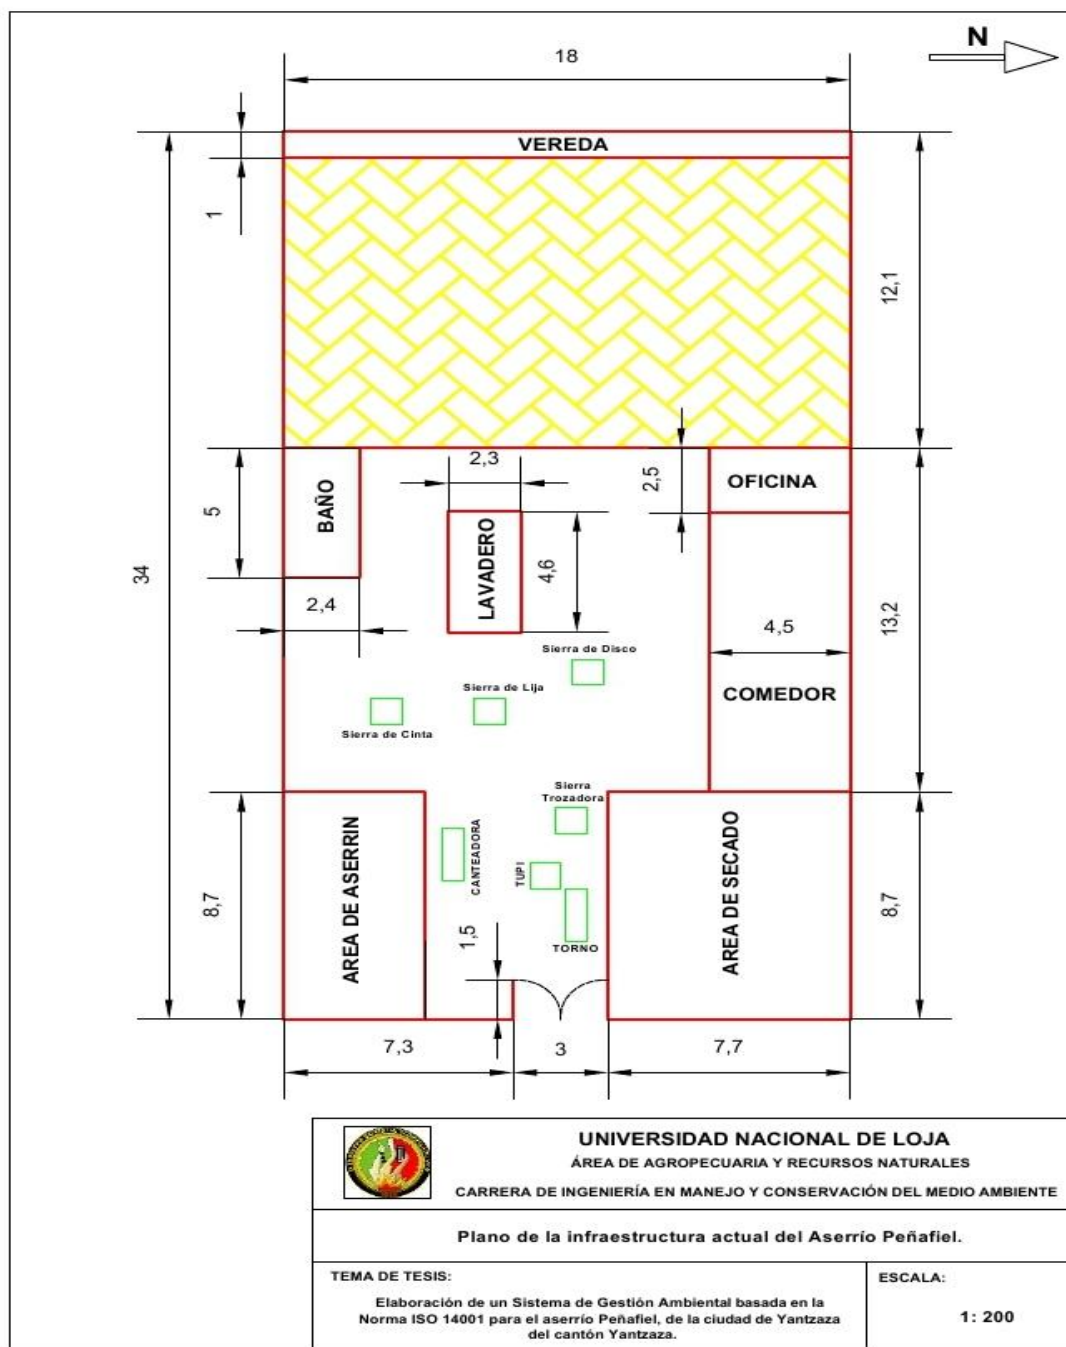 N
18
VEREDA
1
12,1
2,3
2,5
OFICINA
BAÑO
5
LAVADERO
4,6
34
13,2
2,4
4,5
Sierra de Disco
Sierra de Lija
COMEDOR
Sierra de Cinta
Sierra
Trozadora
AREA DE ASERRIN
CANTEADORA
TUPI
AREA DE SECADO
8,7
8,7
1,5
TORNO
7,3
3
7,7
UNIVERSIDAD NACIONAL DE LOJA
ÁREA DE AGROPECUARIA Y RECURSOS NATURALES
CARRERA DE INGENIERÍA EN MANEJO Y CONSERVACIÓN DEL MEDIO AMBIENTE
Plano de la infraestructura actual del Aserrío Peñafiel.
TEMA DE TESIS:
Elaboración de un Sistema de Gestión Ambiental basada en la
Norma ISO 14001 para el aserrío Peñafiel, de la ciudad de Yantzaza
del cantón Yantzaza.
ESCALA:
1: 200